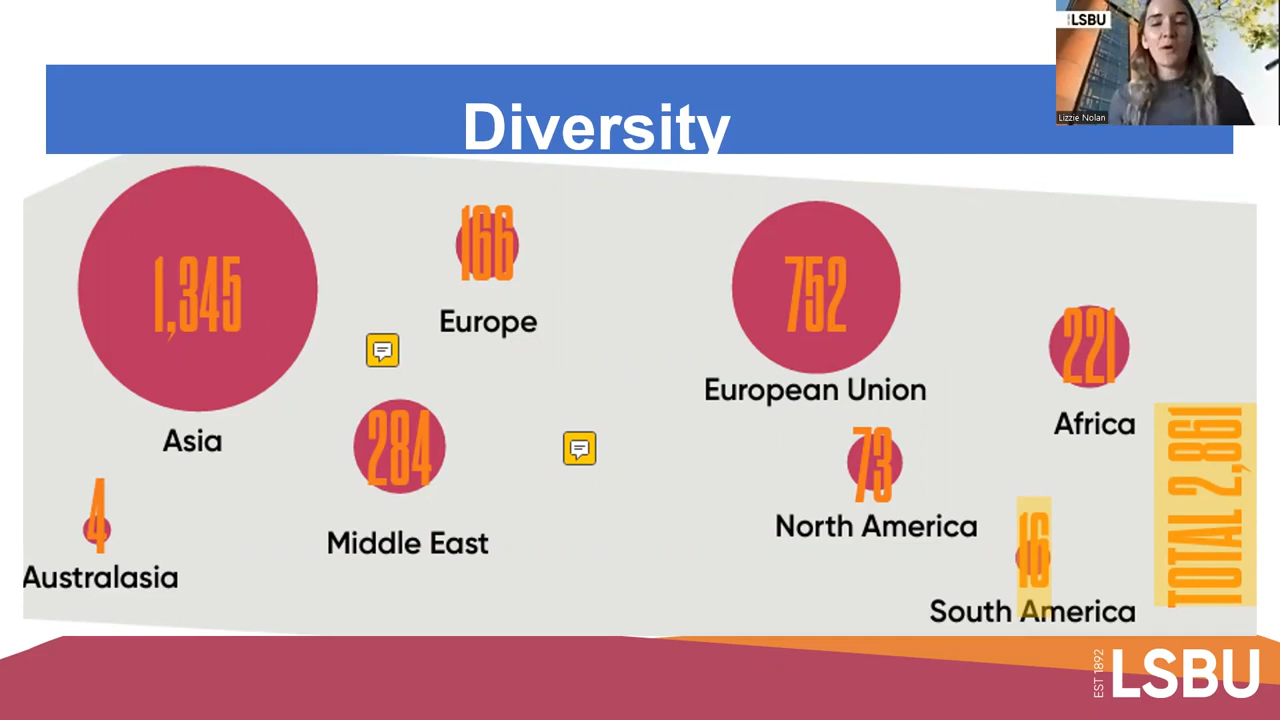 LSBU
Lizzie Nolan
Diversity
1,345
Asia
166
Europe
752
European Union
221
Africa
284
Middle East
73
North America
4
Australasia
16
South America
TOTAL 2,861
EST 1892
LSBU